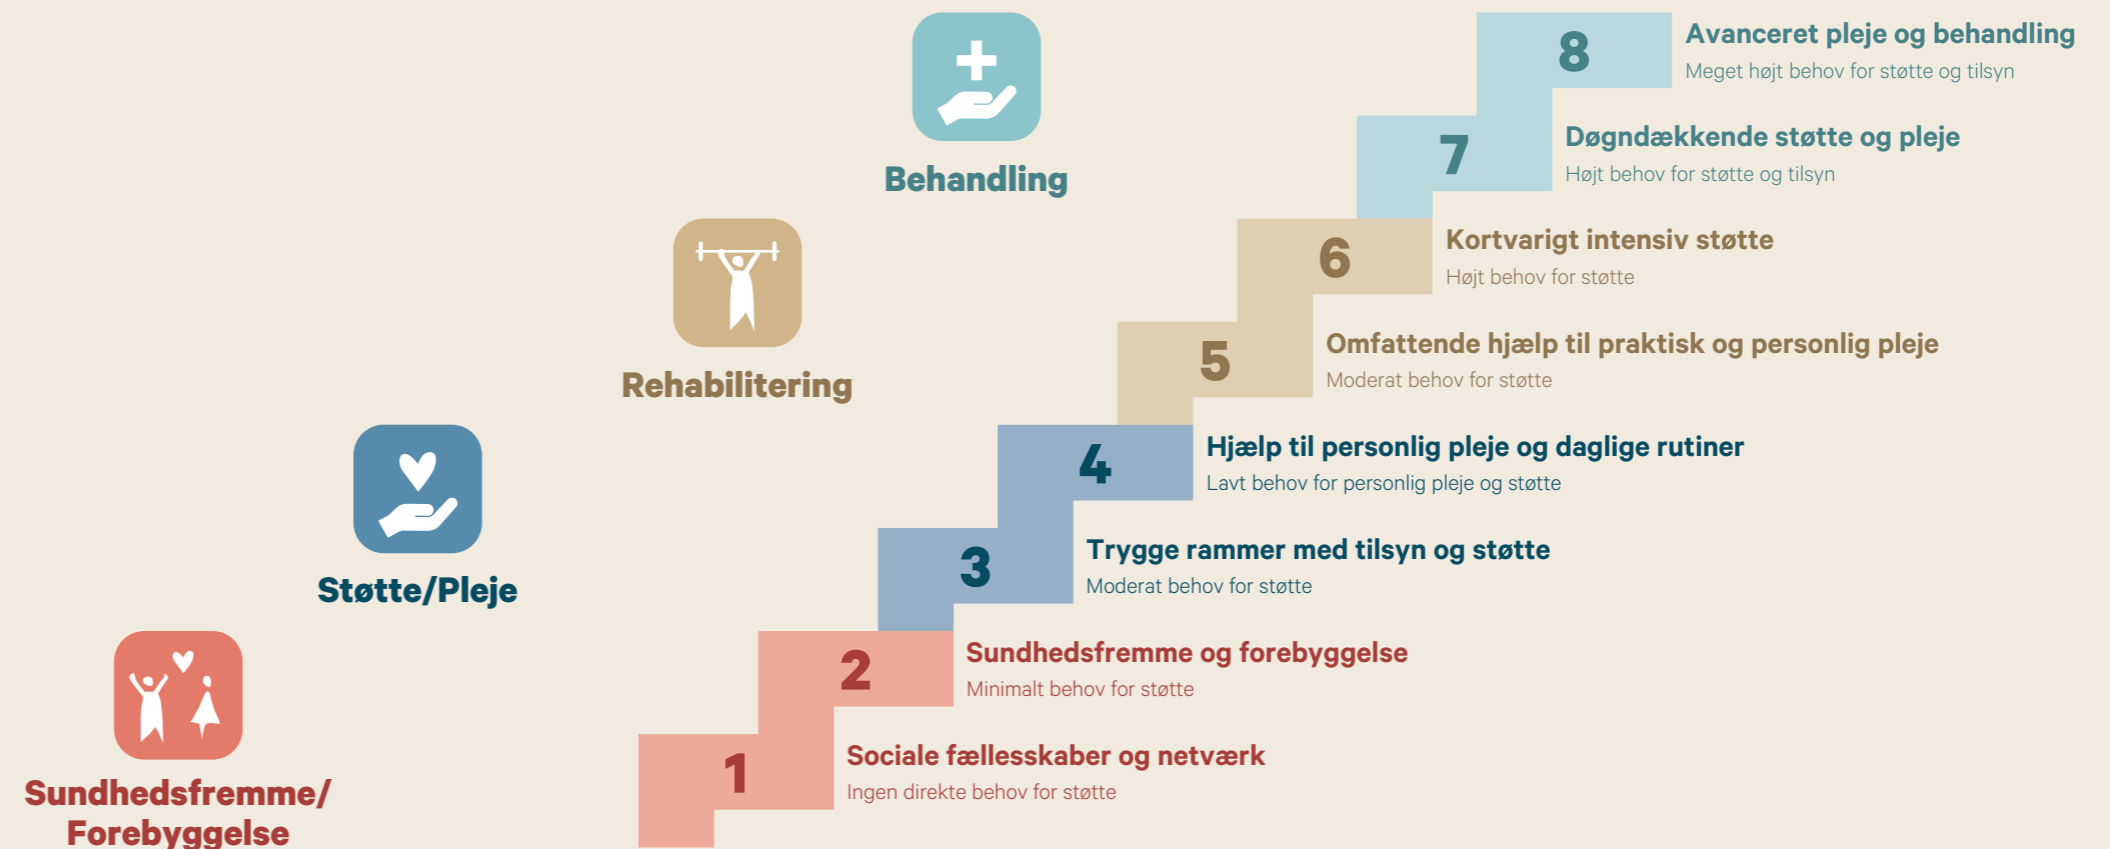 8
Avanceret pleje og behandling
Meget højt behov for støtte og tilsyn
Behandling
7
Døgndækkende støtte og pleje
Højt behov for støtte og tilsyn
6
Kortvarigt intensiv støtte
Højt behov for støtte
Rehabilitering
5
Omfattende hjælp til praktisk og personlig pleje
Moderat behov for støtte
4
Hjælp til personlig pleje og daglige rutiner
Lavt behov for personlig pleje og støtte
Støtte/Pleje
3
Trygge rammer med tilsyn og støtte
Moderat behov for støtte
2
Sundhedsfremme og forebyggelse
Minimalt behov for støtte
1
Sociale fællesskaber og netværk
Ingen direkte behov for støtte
Sundhedsfremme/
Forebyggelse